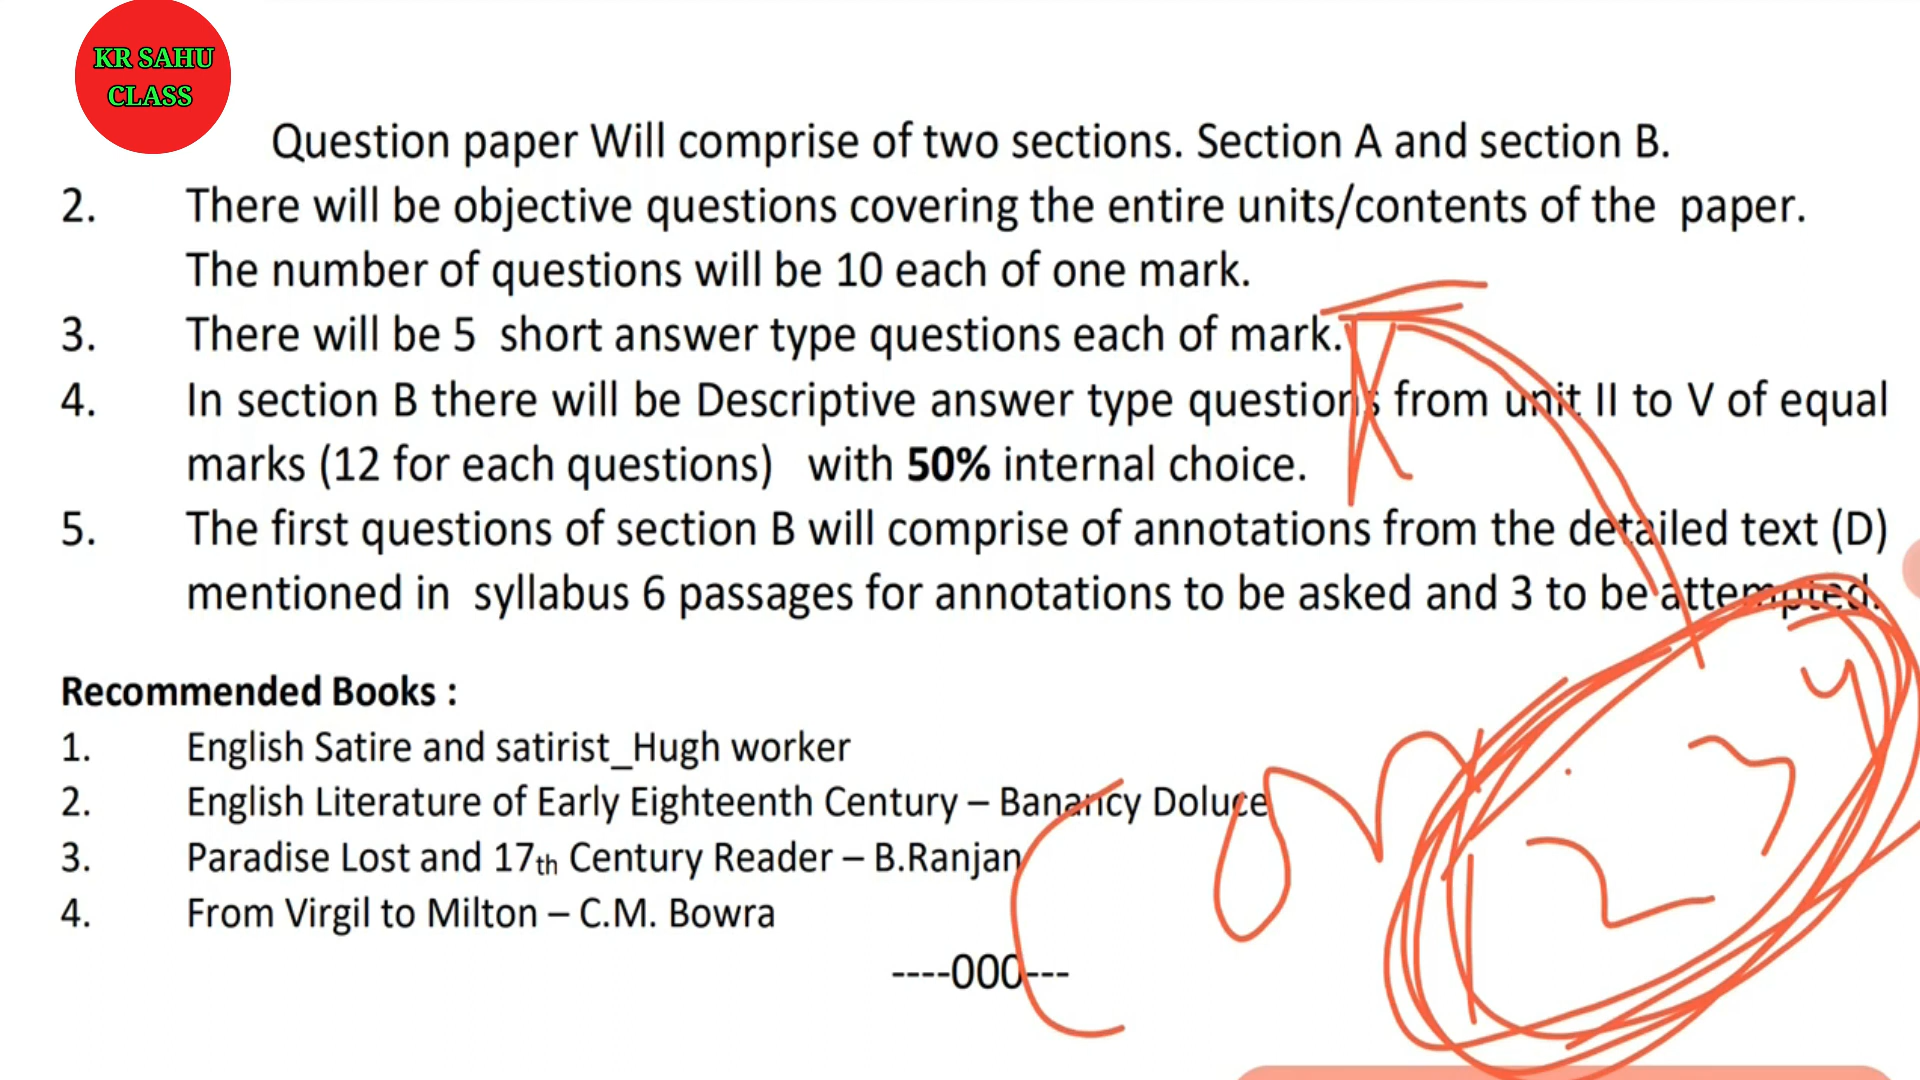 KR SAHU
CLASS
Question paper Will comprise of two sections. Section A and section B.
2. There will be objective questions covering the entire units/contents of the paper.
The number of questions will be 10 each of one mark.
3. There will be 5 short answer type questions each of mark.
4. In section B there will be Descriptive answer type questions from unit II to V of equal
marks (12 for each questions) with 50% internal choice.
5. The first questions of section B will comprise of annotations from the detailed text (D)
mentioned in syllabus 6 passages for annotations to be asked and 3 to be attempted.
Recommended Books :
1. English Satire and satirist_Hugh worker
2. English Literature of Early Eighteenth Century – Banancy Doluce
3. Paradise Lost and 17th Century Reader – B.Ranjan
4. From Virgil to Milton – C.M. Bowra
----000---